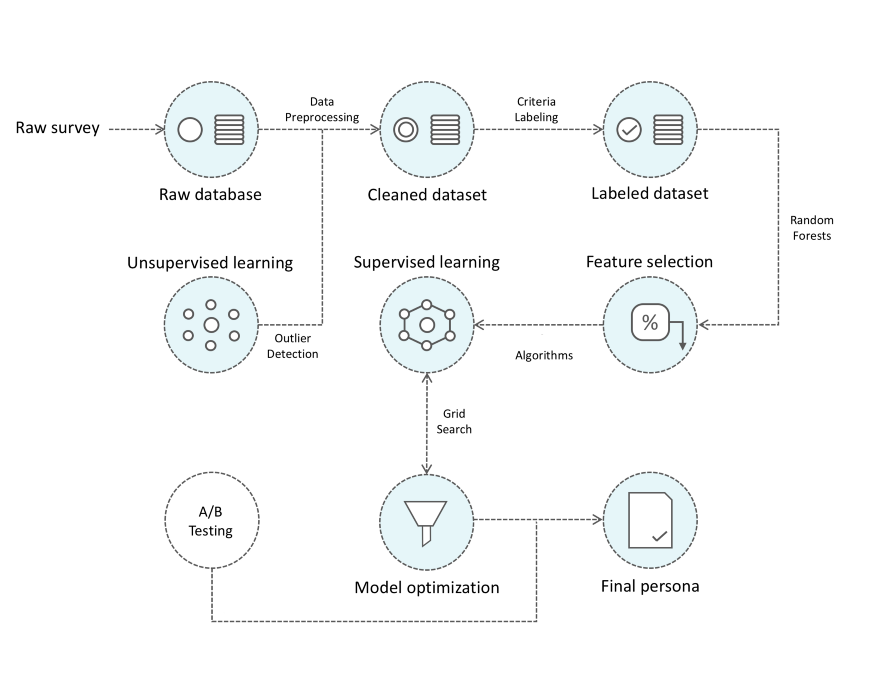 Data
Preprocessing
Criteria
Labeling
Raw survey
Raw database
Cleaned dataset
Labeled dataset
Random
Forests
Unsupervised learning
Supervised learning
Feature selection
%
Outlier
Detection
Algorithms
Grid
Search
A/B
Testing
Model optimization
Final persona